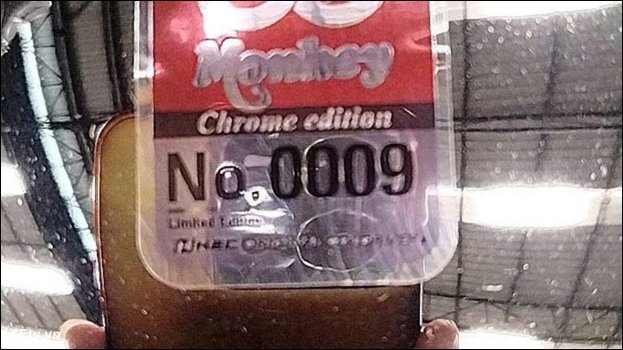 Monkey
Chrome edition
No 0009
Limited Edition